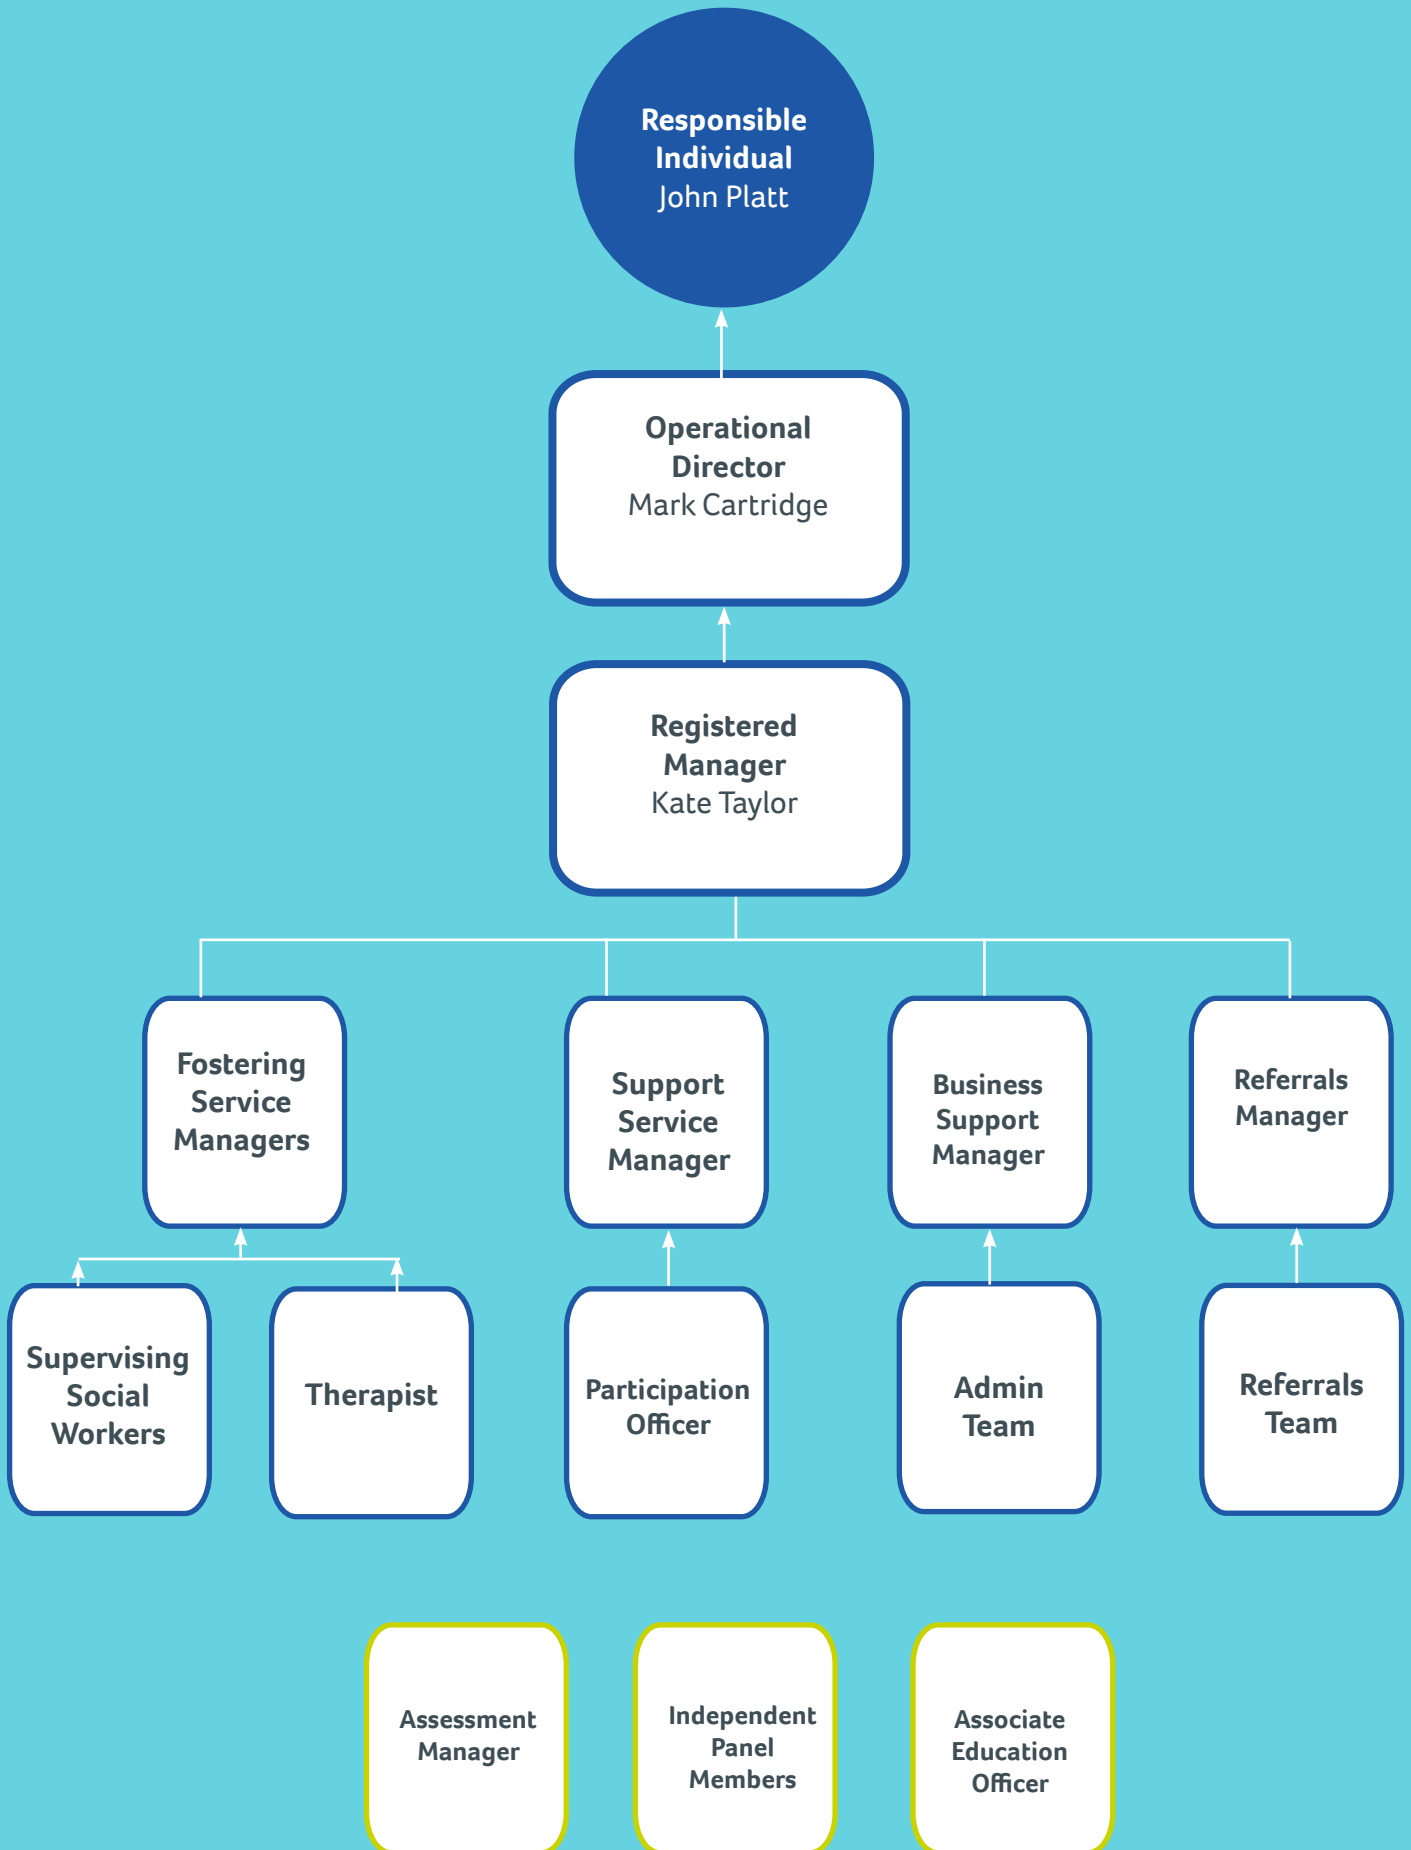 Responsible
Individual
John Platt
Operational
Director
Mark Cartridge
Registered
Manager
Kate Taylor
Fostering
Service
Managers
Support
Service
Manager
Business
Support
Manager
Referrals
Manager
Supervising
Social
Workers
Therapist
Participation
Officer
Admin
Team
Referrals
Team
Assessment
Manager
Independent
Panel
Members
Associate
Education
Officer